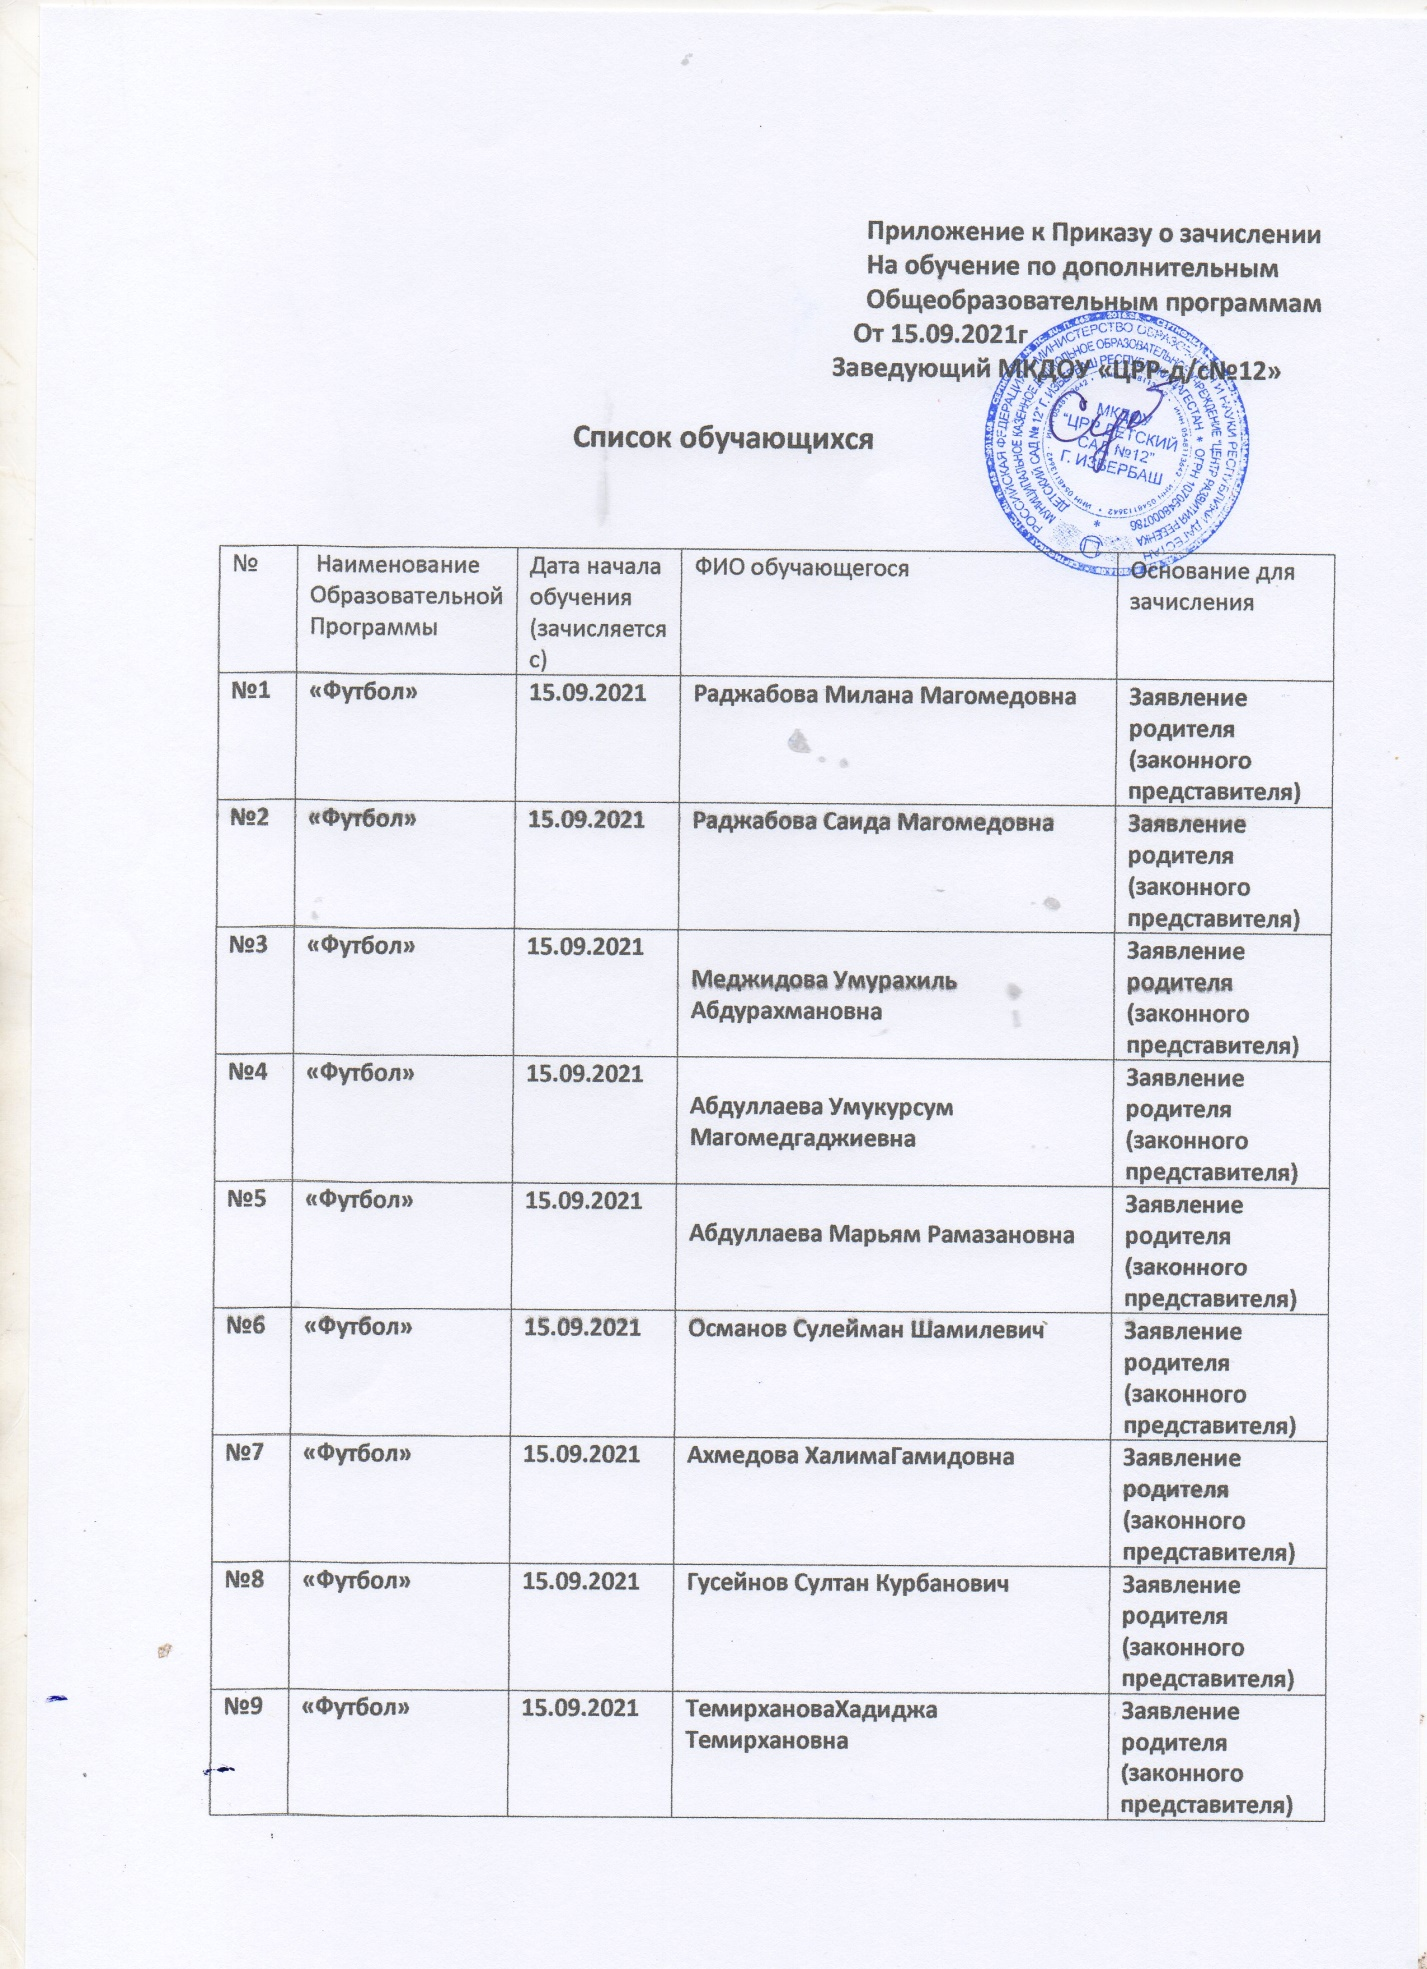 Приложение к Приказу о зачислении
На обучение по дополнительным
Общеобразовательным программам
От 15.09.2021г
Заведующий МКДОУ «ЦРР-д/с№12»
МКДОУ
"ЦРР ДЕТСКИЙ
САД №12"
Г. ИЗБЕРБАШ
Список обучающихся
№ Наименование Образовательной Программы Дата начала обучения (зачисляется с) ФИО обучающегося Основание для зачисления
№1 «Футбол» 15.09.2021 Раджабова Милана Магомедовна Заявление
родителя
(законного
представителя)
№2 «Футбол» 15.09.2021 Раджабова Саида Магомедовна Заявление
родителя
(законного
представителя)
№3 «Футбол» 15.09.2021 Меджидова Умурахиль Абдурахмановна Заявление
родителя
(законного
представителя)
№4 «Футбол» 15.09.2021 Абдуллаева Умукурсум Магомедгаджиевна Заявление
родителя
(законного
представителя)
№5 «Футбол» 15.09.2021 Абдуллаева Марьям Рамазановна Заявление
родителя
(законного
представителя)
№6 «Футбол» 15.09.2021 Османов Сулейман Шамилевич Заявление
родителя
(законного
представителя)
№7 «Футбол» 15.09.2021 Ахмедова ХалимаГамидовна Заявление
родителя
(законного
представителя)
№8 «Футбол» 15.09.2021 Гусейнов Султан Курбанович Заявление
родителя
(законного
представителя)
№9 «Футбол» 15.09.2021 ТемирхановаХадиджа Темирхановна Заявление
родителя
(законного
представителя)